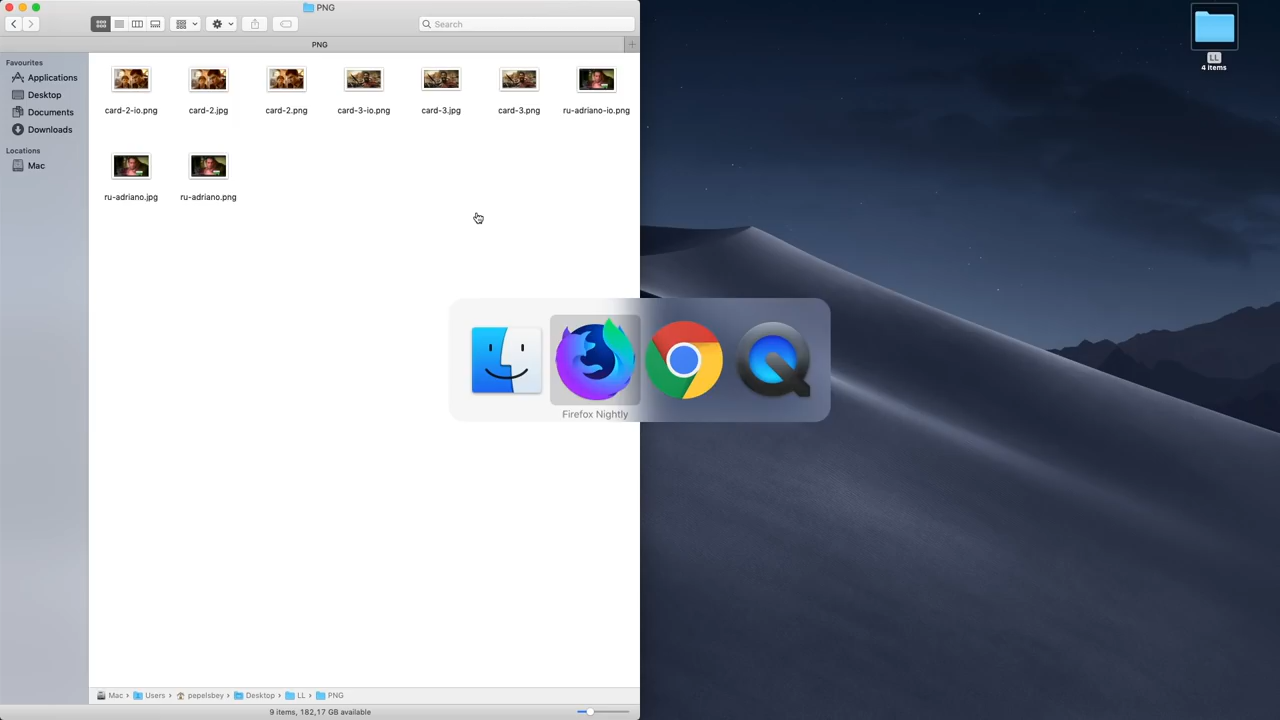 PNG
Search
PNG
Favourites
Applications
Desktop
Documents
Downloads
Locations
Mac
card-2-io.png
card-2.jpg
card-2.png
card-3-io.png
card-3.jpg
card-3.png
ru-adriano-io.png
ru-adriano.jpg
ru-adriano.png
LL
4 items
Firefox Nightly
Mac › Users › pepelsbey › Desktop › LL › PNG
9 items, 182,17 GB available